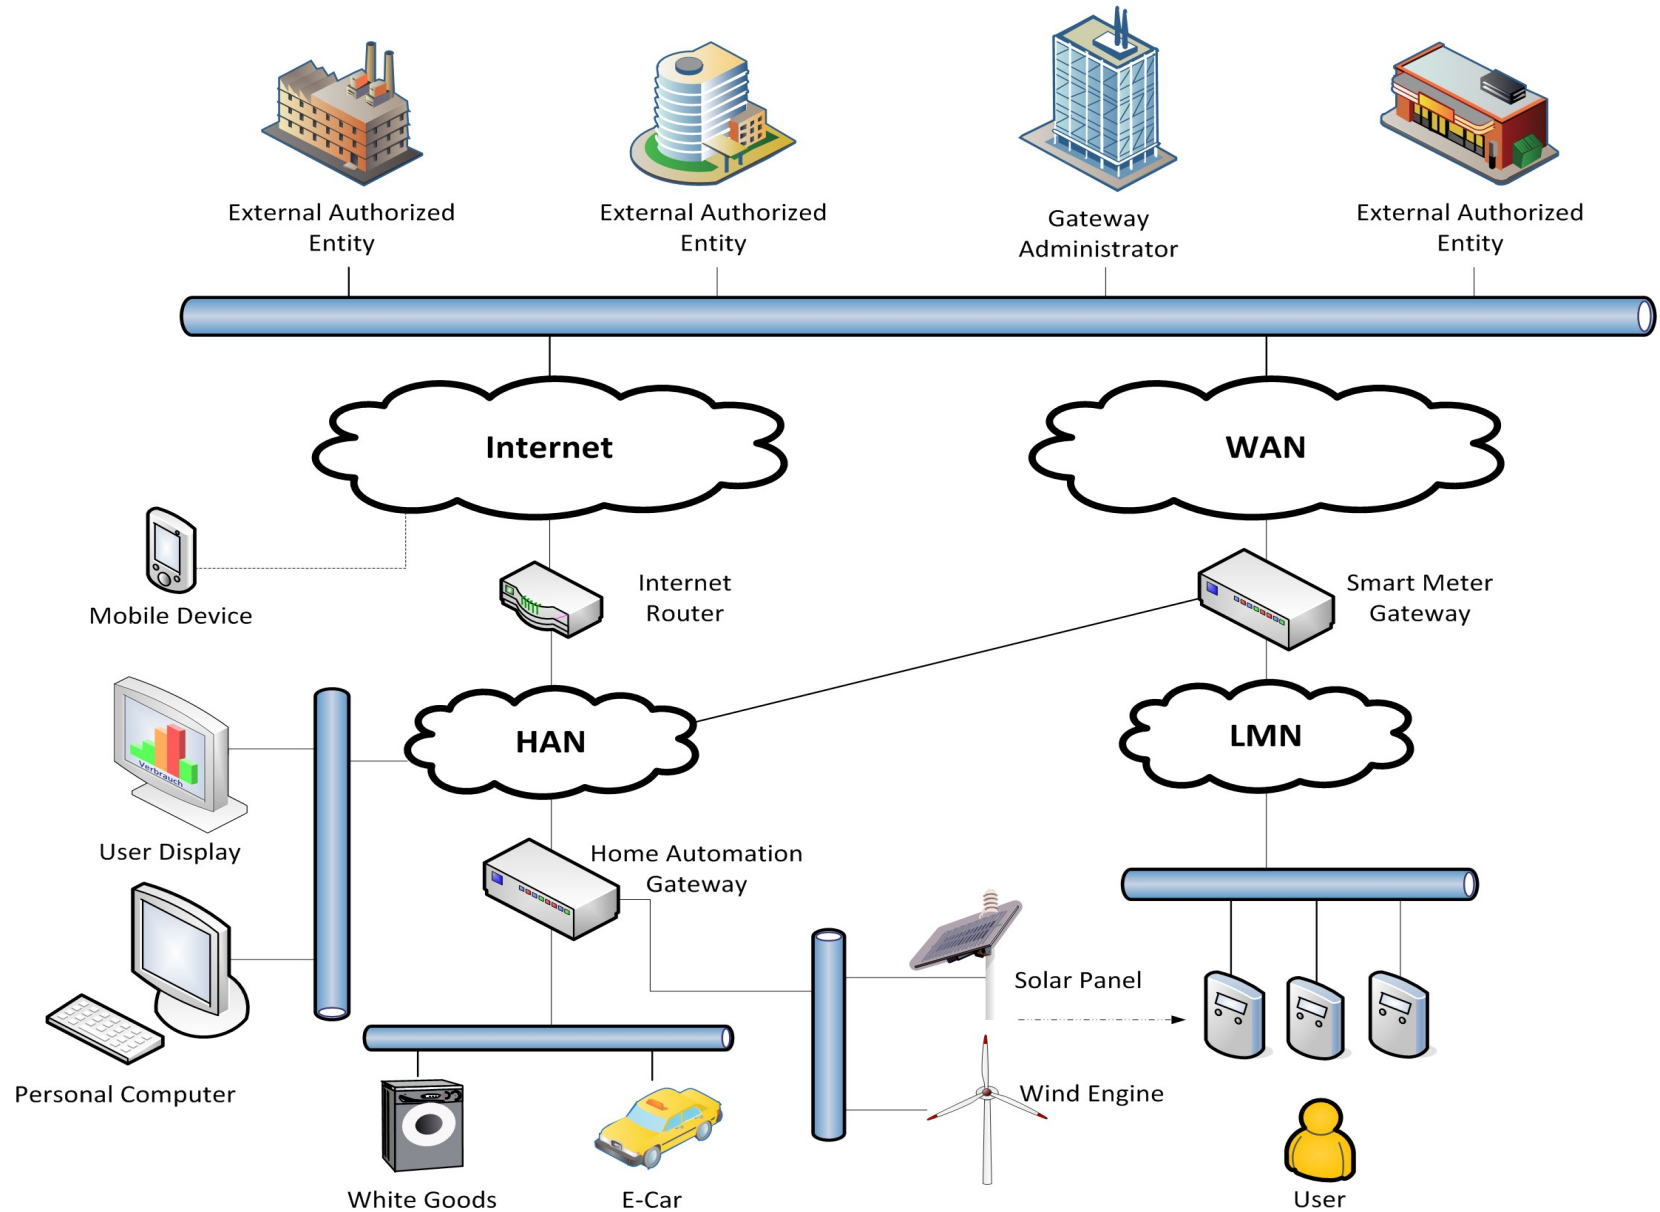 External Authorized
Entity
External Authorized
Entity
Gateway
Administrator
External Authorized
Entity
Internet
WAN
Mobile Device
Internet
Router
Smart Meter
Gateway
HAN
LMN
Verbrauch
User Display
Home Automation
Gateway
Solar Panel
Personal Computer
Wind Engine
White Goods
E-Car
User